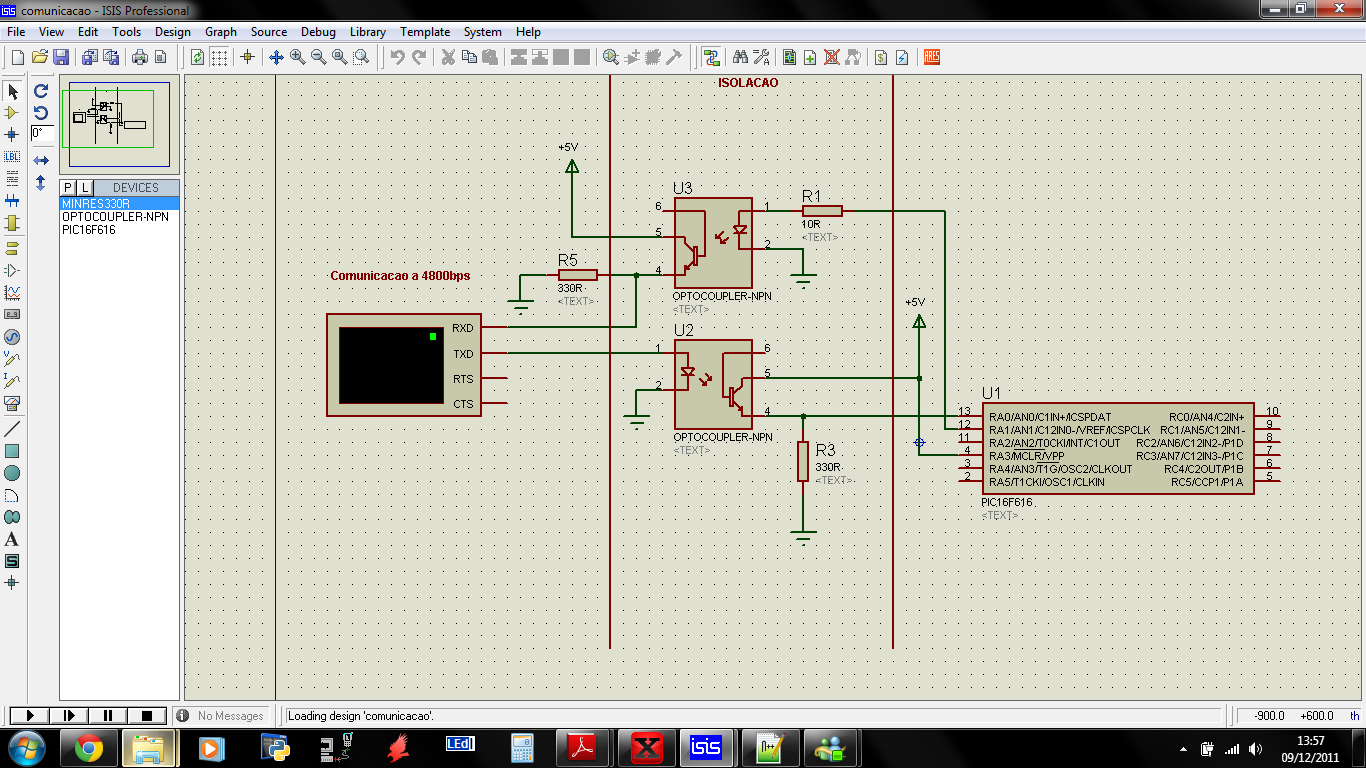 comunicacao - ISIS Professional
File View Edit Tools Design Graph Source Debug Library Template System Help
LBL
ARES
0°
P L DEVICES
MINRES330R
OPTOCOUPLER-NPN
PIC16F616
A
S
ISOLACAO
+5V
U3
6
5
4
1
2
OPTOCOUPLER-NPN
<TEXT>
R1
10R
<TEXT>
R5
330R
<TEXT>
Comunicacao a 4800bps
RXD
TXD
RTS
CTS
U2
1
2
6
5
4
OPTOCOUPLER-NPN
<TEXT>
R3
330R
<TEXT>
+5V
U1
13 RA0/AN0/C1IN+/ICSPDAT RC0/AN4/C2IN+ 10
12 RA1/AN1/C12IN0-/VREF/ICSPCLK RC1/AN5/C12IN1- 9
11 RA2/AN2/T0CKI/INT/C1OUT RC2/AN6/C12IN2-/P1D 8
4 RA3/MCLR/VPP RC3/AN7/C12IN3-/P1C 7
3 RA4/AN3/T1G/OSC2/CLKOUT RC4/C2OUT/P1B 6
2 RA5/T1CKI/OSC1/CLKIN RC5/CCP1/P1A 5
PIC16F616
<TEXT>
No Messages
Loading design 'comunicacao'.
-900.0 +600.0 th
LEd
X
isis
13:57
09/12/2011